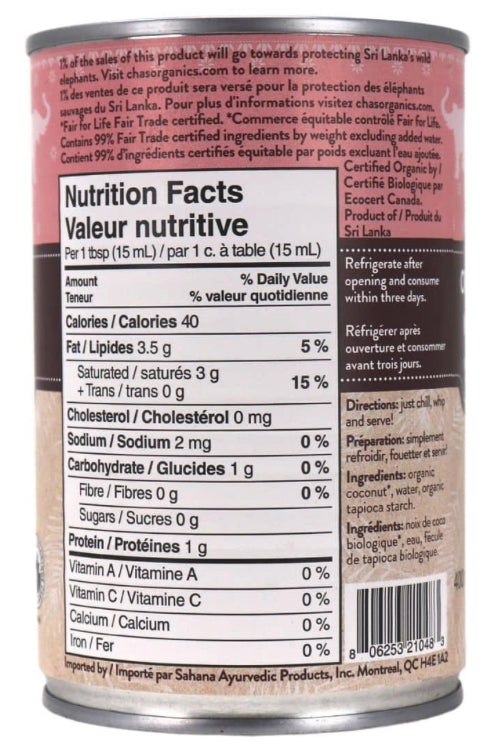 1% of the sales of this product will go towards protecting Sri Lanka's wild
elephants. Visit chasorganics.com to learn more.
1% des ventes de ce produit sera versé pour la protection des éléphants
sauvages du Sri Lanka. Pour plus d'informations visitez chasorganics.com.
*Fair for Life Fair Trade certified. *Commerce équitable contrôlé Fair for Life.
Contains 99% Fair Trade certified ingredients by weight excluding added water.
Contient 99% d'ingrédients certifiés équitable par poids excluant l'eau ajoutée.
Certified Organic by /
Certifié Biologique par
Ecocert Canada.
Product of / Produit du
Sri Lanka
Nutrition Facts
Valeur nutritive
Per 1 tbsp (15 mL) / par 1 c. à table (15 mL)
Amount % Daily Value
Teneur % valeur quotidienne
Calories / Calories 40
Fat / Lipides 3.5 g 5 %
Saturated / saturés 3 g
+ Trans / trans 0 g 15 %
Cholesterol / Cholestérol 0 mg
Sodium / Sodium 2 mg 0 %
Carbohydrate / Glucides 1 g 0 %
Fibre / Fibres 0 g 0 %
Sugars / Sucres 0 g
Protein / Protéines 1 g
Vitamin A / Vitamine A 0 %
Vitamin C / Vitamine C 0 %
Calcium / Calcium 0 %
Iron / Fer 0 %
Refrigerate after
opening and consume
within three days.
Réfrigérer après
ouverture et consommer
avant trois jours.
Directions: just chill, whip
and serve!
Préparation: simplement
refroidir, fouetter et servir!
Ingredients: organic
coconut*, water, organic
tapioca starch.
Ingrédients: noix de coco
biologique*, eau, fécule
de tapioca biologique.
400
8 06253 21048 3
Imported by / Importé par Sahana Ayurvedic Products, Inc. Montreal, QC H4E 1A2